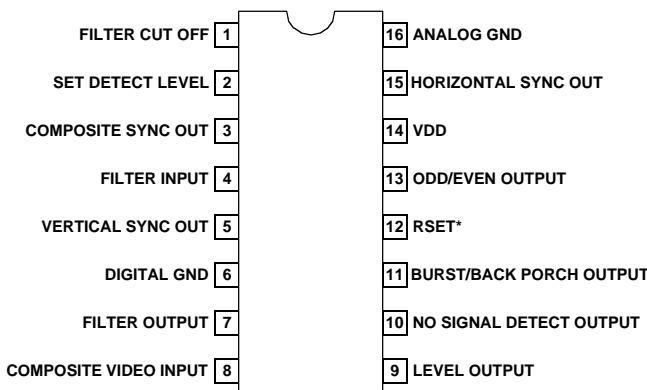 FILTER CUT OFF 1
16 ANALOG GND
SET DETECT LEVEL 2
15 HORIZONTAL SYNC OUT
COMPOSITE SYNC OUT 3
14 VDD
FILTER INPUT 4
13 ODD/EVEN OUTPUT
VERTICAL SYNC OUT 5
12 RSET*
DIGITAL GND 6
11 BURST/BACK PORCH OUTPUT
FILTER OUTPUT 7
10 NO SIGNAL DETECT OUTPUT
COMPOSITE VIDEO INPUT 8
9 LEVEL OUTPUT